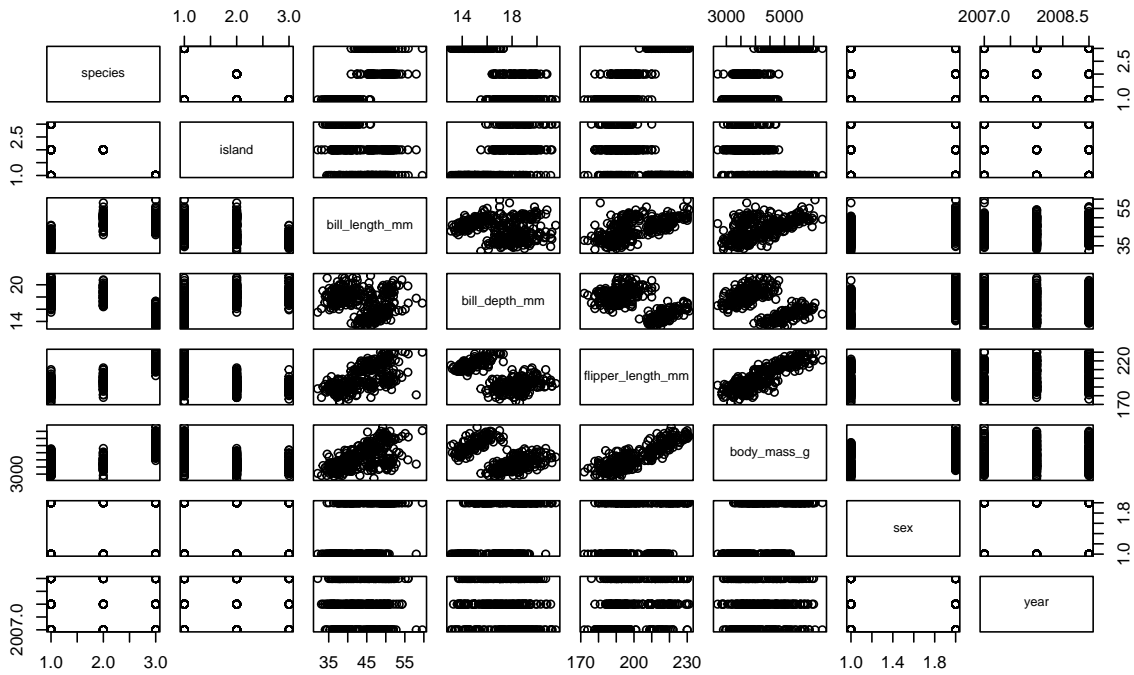 1.0 2.0 3.0 14 18 3000 5000 2007.0 2008.5
species 1.0 2.5
1.0 2.5 island
bill_length_mm 35 55
14 20 bill_depth_mm
flipper_length_mm 170 220
3000 body_mass_g
sex 1.0 1.8
2007.0 year
1.0 2.0 3.0 35 45 55 170 200 230 1.0 1.4 1.8